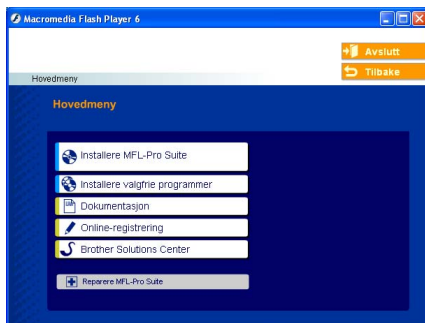 Macromedia Flash Player 6
Avslutt
Tilbake
Hovedmeny
Hovedmeny
Installere MFL-Pro Suite
Installere valgfrie programmer
Dokumentasjon
Online-registrering
Brother Solutions Center
Reparere MFL-Pro Suite